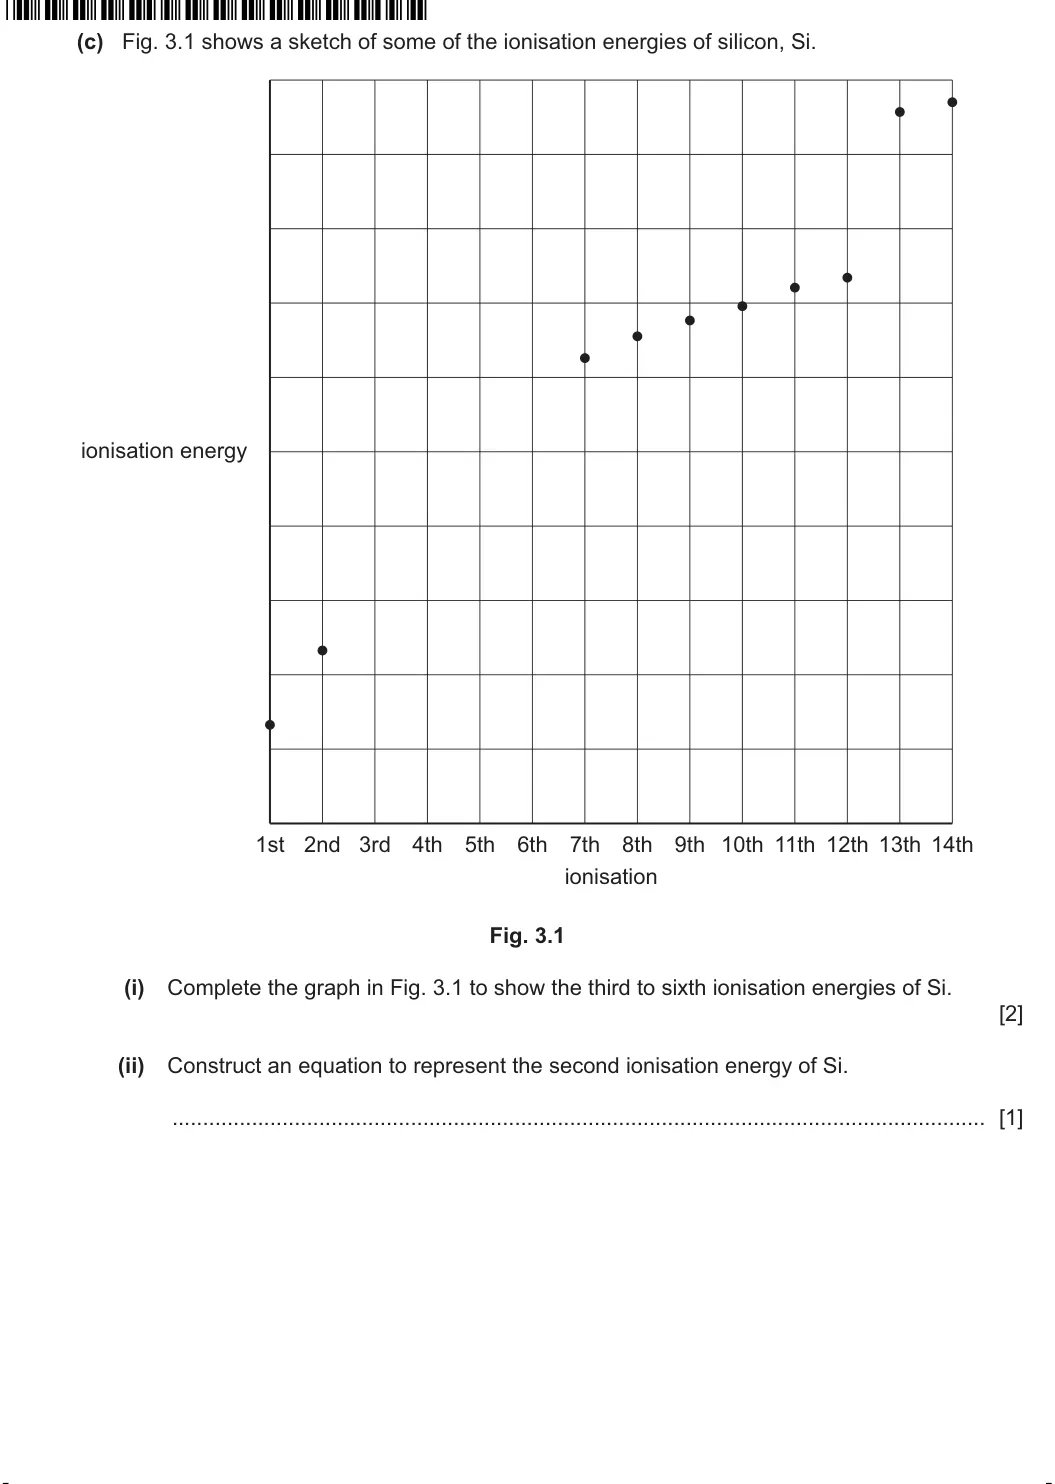 (c) Fig. 3.1 shows a sketch of some of the ionisation energies of silicon, Si.
ionisation energy
1st 2nd 3rd 4th 5th 6th 7th 8th 9th 10th 11th 12th 13th 14th
ionisation
Fig. 3.1
(i) Complete the graph in Fig. 3.1 to show the third to sixth ionisation energies of Si.
[2]
(ii) Construct an equation to represent the second ionisation energy of Si.
...................................................................................................................................... [1]